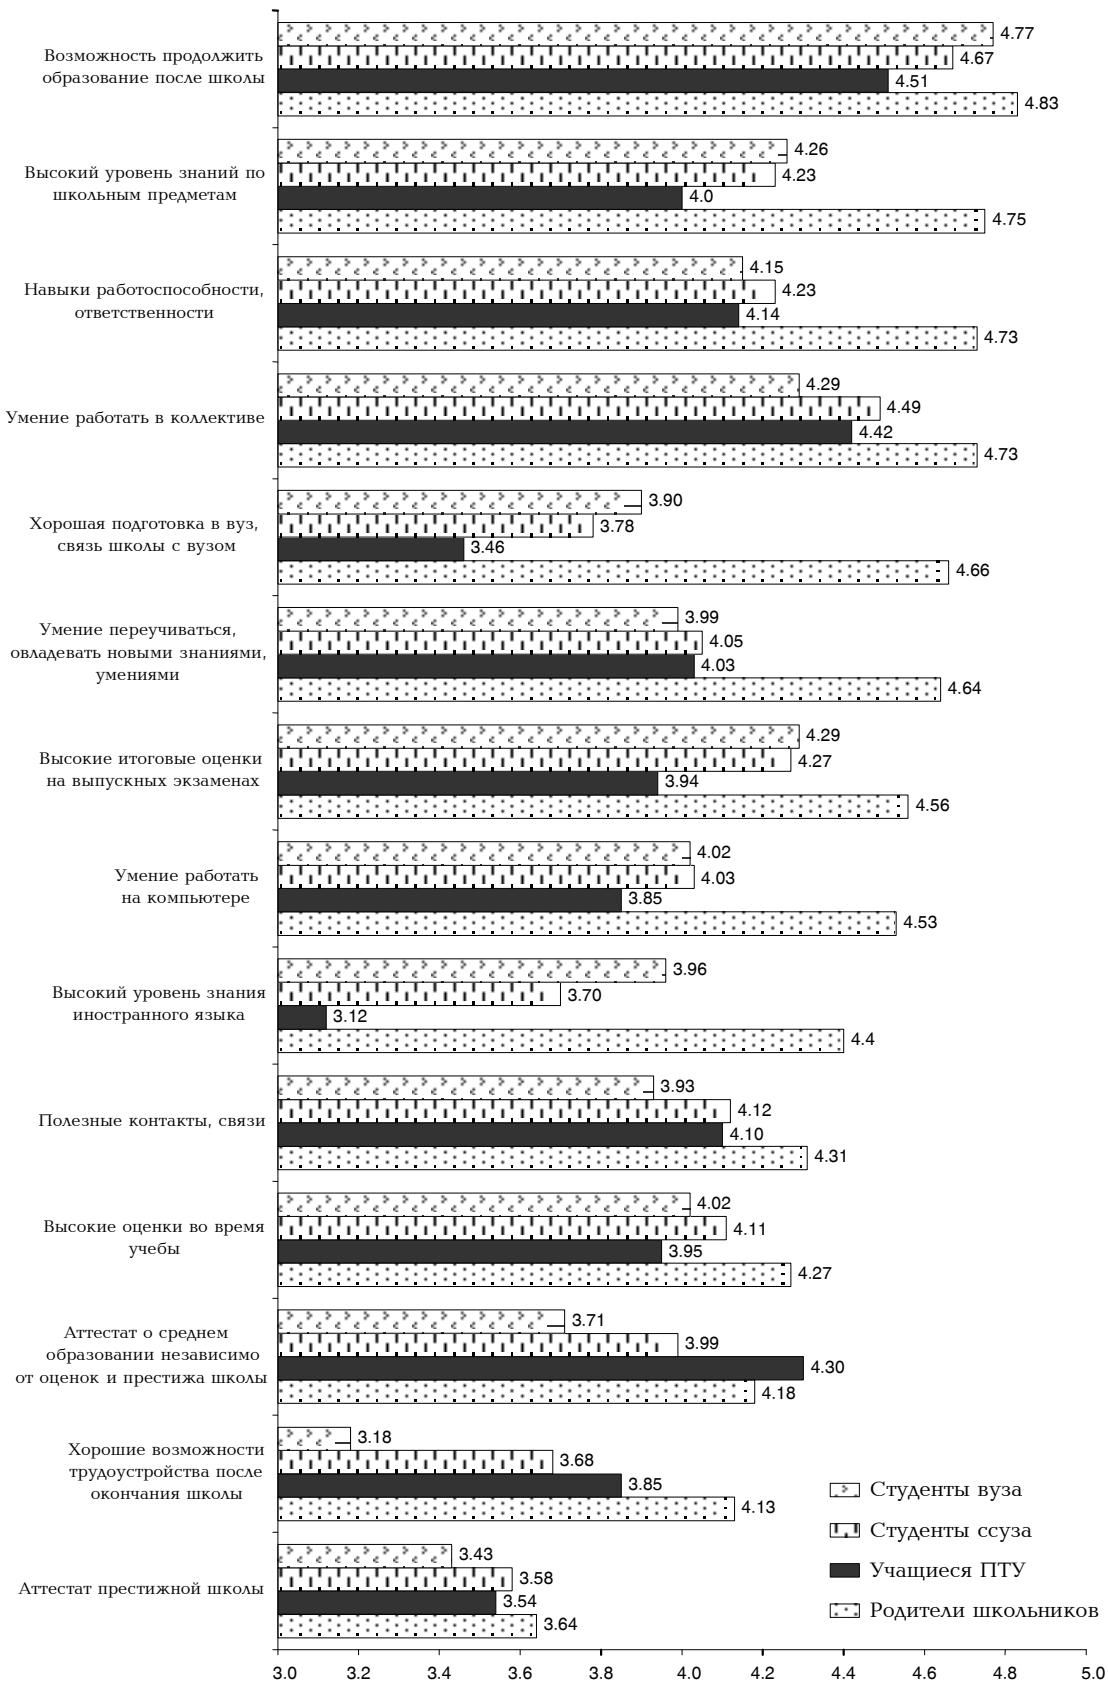 4.77
Возможность продолжить
4.67
образование после школы
4.51
4.83
4.26
Высокий уровень знаний по
4.23
школьным предметам
4.0
4.75
4.15
Навыки работоспособности,
4.23
ответственности
4.14
4.73
4.29
Умение работать в коллективе
4.49
4.42
4.73
3.90
Хорошая подготовка в вуз,
3.78
связь школы с вузом
3.46
4.66
3.99
Умение переучиваться,
4.05
овладевать новыми знаниями,
4.03
умениями
4.64
4.29
Высокие итоговые оценки
4.27
на выпускных экзаменах
3.94
4.56
4.02
Умение работать
4.03
на компьютере
3.85
4.53
3.96
Высокий уровень знания
3.70
иностранного языка
3.12
4.4
3.93
Полезные контакты, связи
4.12
4.10
4.31
4.02
Высокие оценки во время
4.11
учебы
3.95
4.27
3.71
Аттестат о среднем
3.99
образовании независимо
4.30
от оценок и престижа школы
4.18
3.18
Хорошие возможности
3.68
трудоустройства после
3.85
окончания школы
4.13
Студенты вуза
Студенты ссуза
Учащиеся ПТУ
Родители школьников
3.43
Аттестат престижной школы
3.58
3.54
3.64
3.0 3.2 3.4 3.6 3.8 4.0 4.2 4.4 4.6 4.8 5.0